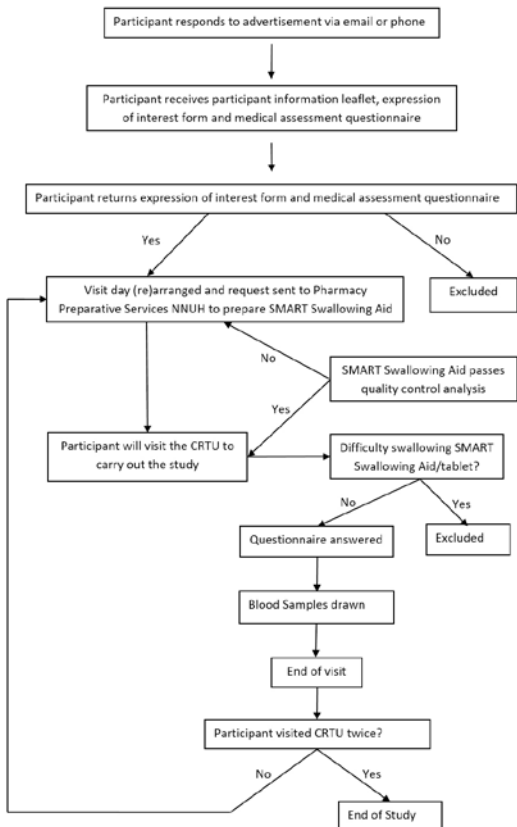 Participant responds to advertisement via email or phone
Participant receives participant information leaflet, expression
of interest form and medical assessment questionnaire
Participant returns expression of interest form and medical assessment questionnaire
Yes
No
Visit day (re)arranged and request sent to Pharmacy
Preparative Services NNUH to prepare SMART Swallowing Aid
Excluded
No
SMART Swallowing Aid passes
quality control analysis
Yes
Participant will visit the CRTU to
carry out the study
Difficulty swallowing SMART
Swallowing Aid/tablet?
No
Yes
Questionnaire answered
Excluded
Blood Samples drawn
End of visit
Participant visited CRTU twice?
No
Yes
End of Study